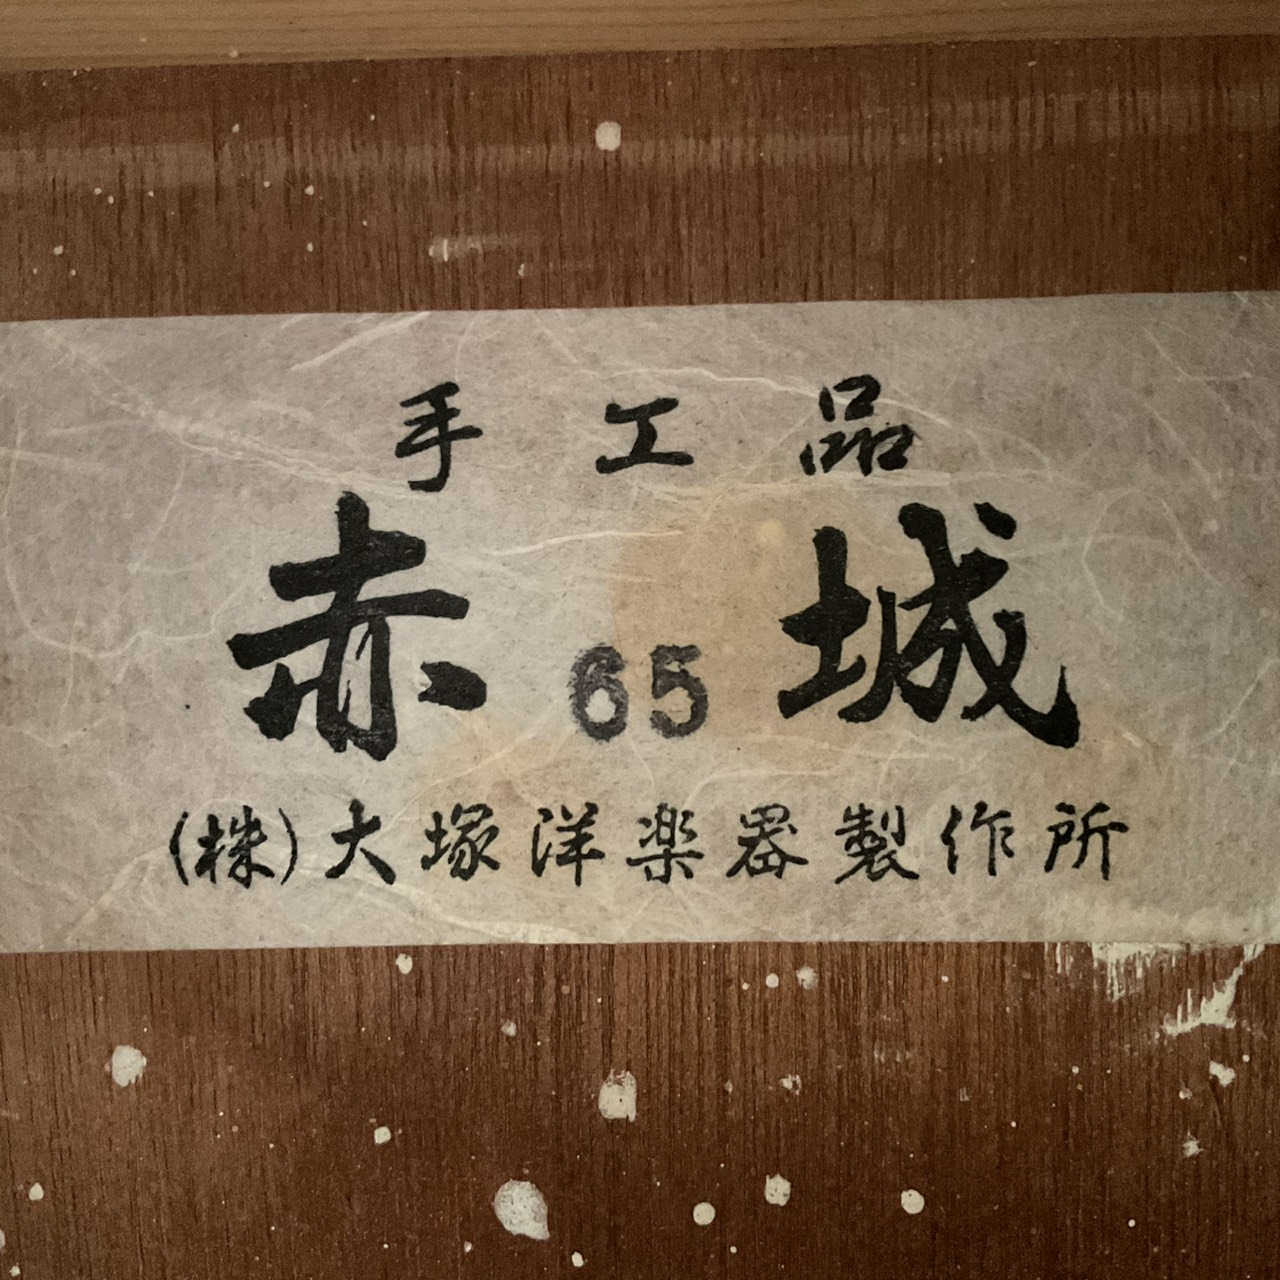 手工品
赤 65 城
(株)大塚洋楽器製作所